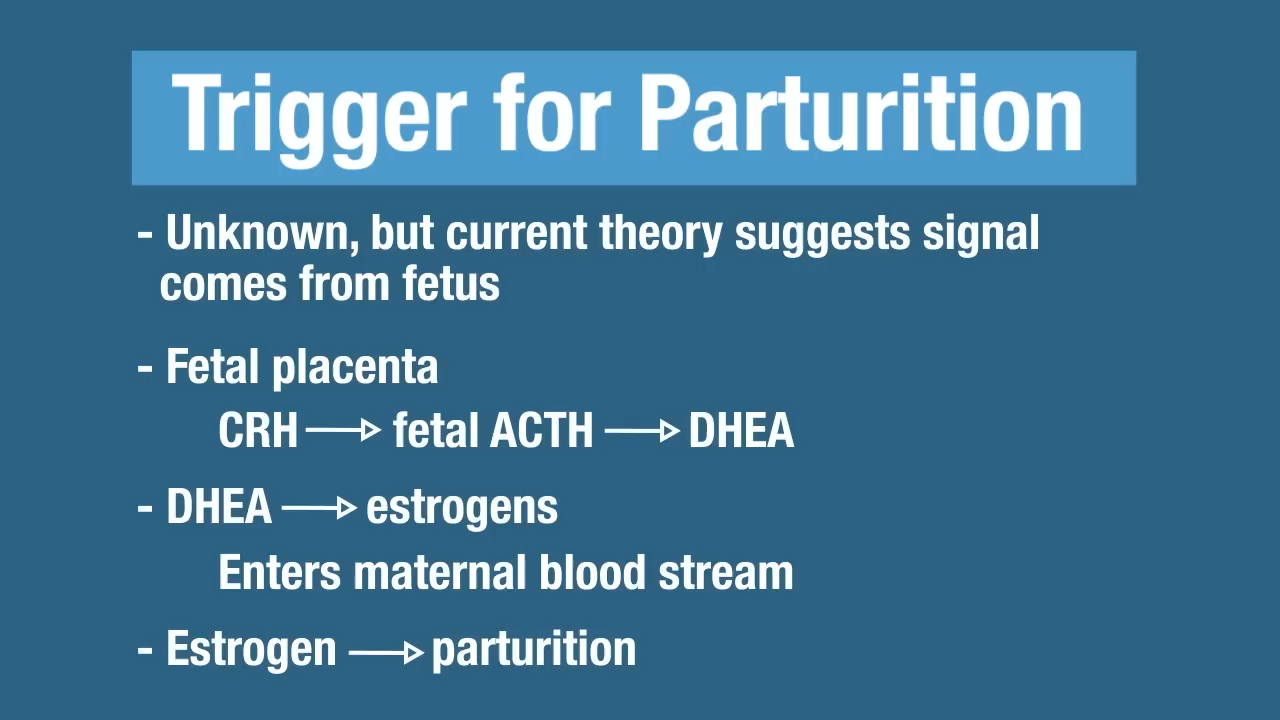 Trigger for Parturition
- Unknown, but current theory suggests signal
comes from fetus
- Fetal placenta
CRH → fetal ACTH → DHEA
- DHEA → estrogens
Enters maternal blood stream
- Estrogen → parturition